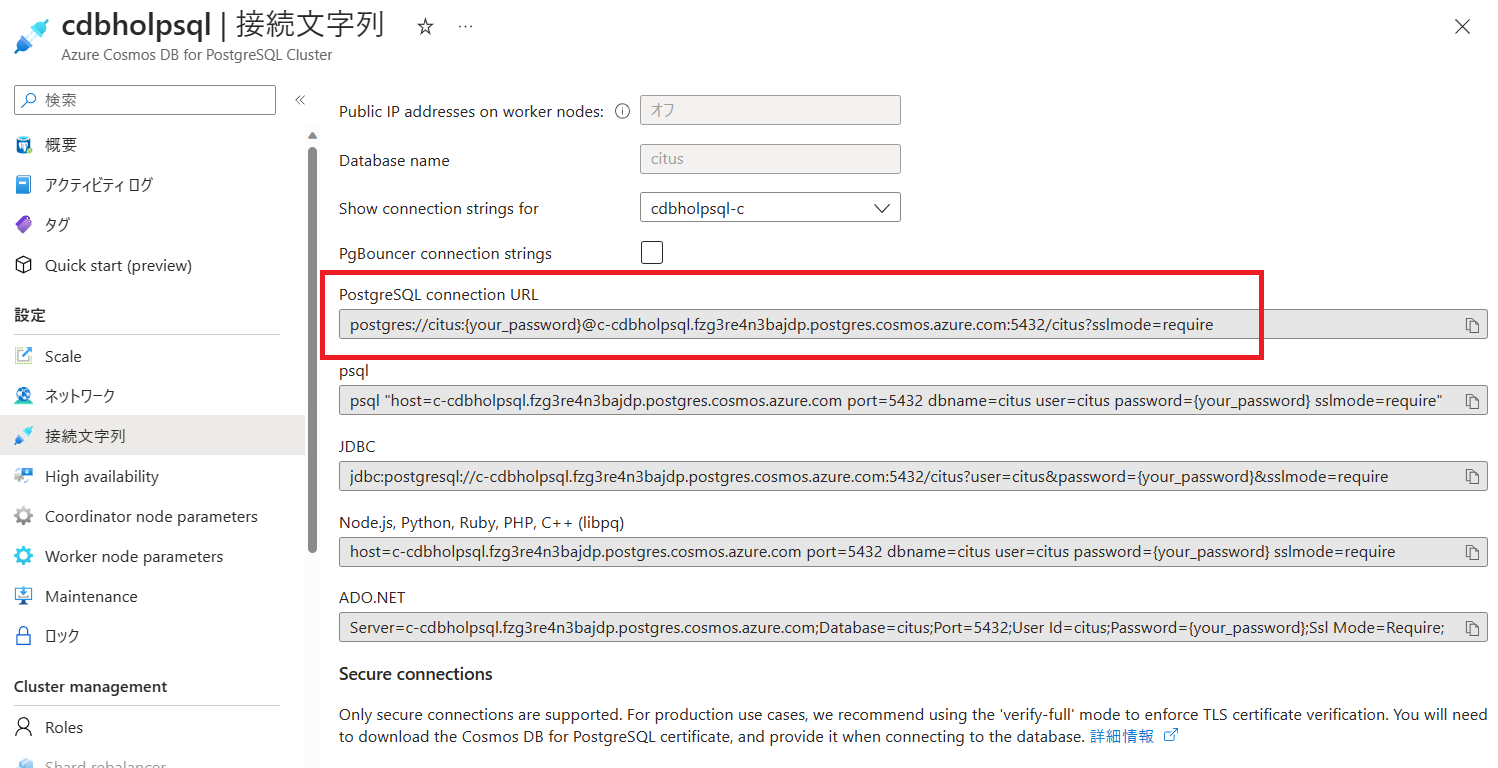 cdbholpsql | 接続文字列
Azure Cosmos DB for PostgreSQL Cluster
検索
概要
アクティビティ ログ
タグ
Quick start (preview)
設定
Scale
ネットワーク
接続文字列
High availability
Coordinator node parameters
Worker node parameters
Maintenance
ロック
Cluster management
Roles
Shard rebalancer
Public IP addresses on worker nodes: オフ
Database name citus
Show connection strings for cdbholpsql-c
PgBouncer connection strings
PostgreSQL connection URL
postgres://citus:{your_password}@c-cdbholpsql.fzg3re4n3bajdp.postgres.cosmos.azure.com:5432/citus?sslmode=require
psql
psql "host=c-cdbholpsql.fzg3re4n3bajdp.postgres.cosmos.azure.com port=5432 dbname=citus user=citus password={your_password} sslmode=require"
JDBC
jdbc:postgresql://c-cdbholpsql.fzg3re4n3bajdp.postgres.cosmos.azure.com:5432/citus?user=citus&password={your_password}&sslmode=require
Node.js, Python, Ruby, PHP, C++ (libpq)
host=c-cdbholpsql.fzg3re4n3bajdp.postgres.cosmos.azure.com port=5432 dbname=citus user=citus password={your_password} sslmode=require
ADO.NET
Server=c-cdbholpsql.fzg3re4n3bajdp.postgres.cosmos.azure.com;Database=citus;Port=5432;User Id=citus;Password={your_password};Ssl Mode=Require;
Secure connections
Only secure connections are supported. For production use cases, we recommend using the 'verify-full' mode to enforce TLS certificate verification. You will need
to download the Cosmos DB for PostgreSQL certificate, and provide it when connecting to the database. 詳細情報